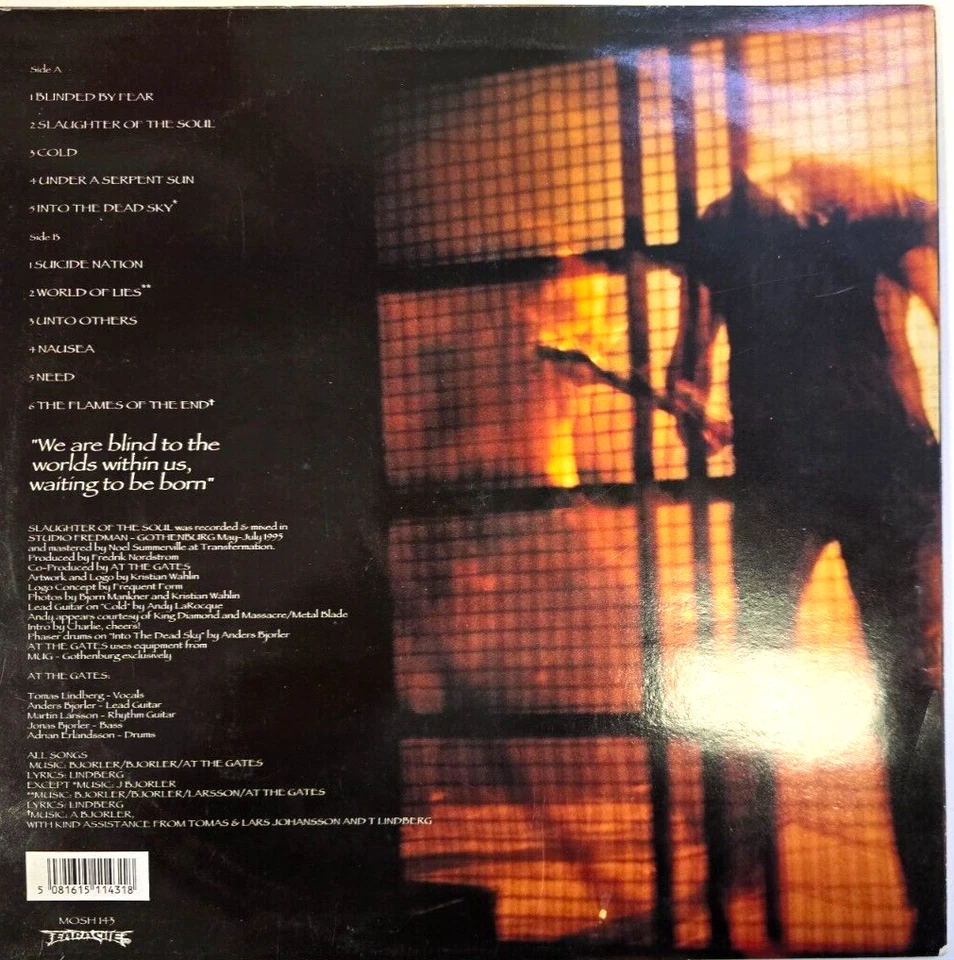 Side A
1 BLINDED BY FEAR
2 SLAUGHTER OF THE SOUL
3 COLD
4 UNDER A SERPENT SUN
5 INTO THE DEAD SKY*
Side B
1 SUICIDE NATION
2 WORLD OF LIES**
3 UNTO OTHERS
4 NAUSEA
5 NEED
6 THE FLAMES OF THE END†
"We are blind to the
worlds within us,
waiting to be born"
SLAUGHTER OF THE SOUL was recorded & mixed in
STUDIO FREDMAN - GOTHENBURG May-July 1995
and mastered by Noel Summerville at Transfermation.
Produced by Fredrik Nordstrom
Co-Produced by AT THE GATES
Artwork and Logo by Kristian Wahlin
Logo Concept by Frequent Form
Photos by Bjorn Mankner and Kristian Wahlin
Lead Guitar on "Cold" by Andy LaRocque
Andy appears courtesy of King Diamond and Massacre/Metal Blade
Intro by Charlie, cheers!
Phaser drums on "Into The Dead Sky" by Anders Bjorler
AT THE GATES uses equipment from
MUG - Gothenburg exclusively
AT THE GATES:
Tomas Lindberg - Vocals
Anders Bjorler - Lead Guitar
Martin Larsson - Rhythm Guitar
Jonas Bjorler - Bass
Adrian Erlandsson - Drums
ALL SONGS
MUSIC: BJORLER/BJORLER/AT THE GATES
LYRICS: LINDBERG
EXCEPT *MUSIC: J BJORLER
**MUSIC: BJORLER/BJORLER/LARSSON/AT THE GATES
LYRICS: LINDBERG
†MUSIC: A BJORLER,
WITH KIND ASSISTANCE FROM TOMAS & LARS JOHANSSON AND T LINDBERG
5 081615 114318
MOSH 143
EARACHE